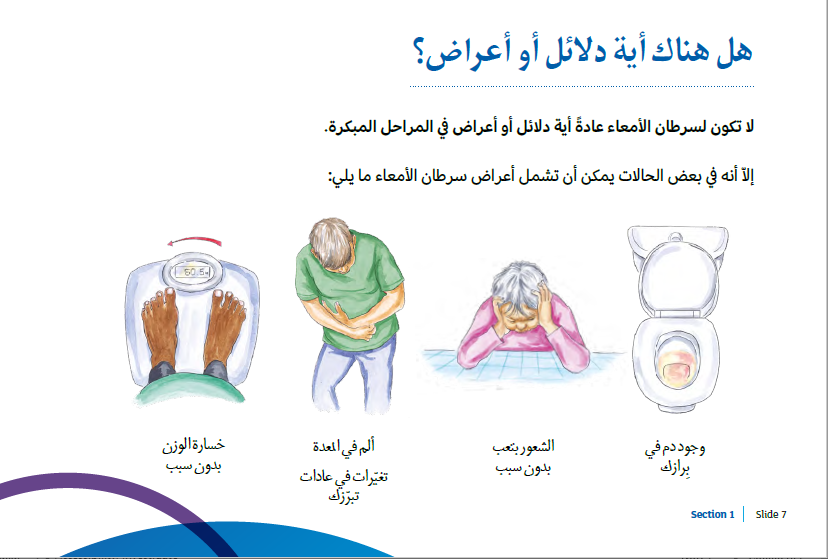 هل هناك أية دلائل أو أعراض؟
لا تكون لسرطان الأمعاء عادةً أية دلائل أو أعراض في المراحل المبكرة.
إلاّ أنه في بعض الحالات يمكن أن تشمل أعراض سرطان الأمعاء ما يلي:
وجود دم في
بِرازك
الشعور بتعب
بدون سبب
ألم في المعدة
تغيّرات في عادات
تبرّزك
خسارة الوزن
بدون سبب
Section 1 | Slide 7